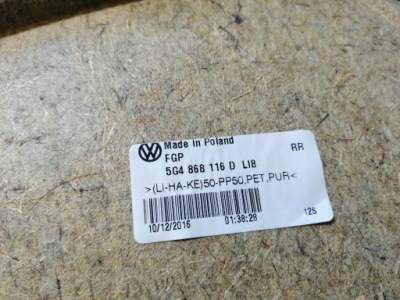 Made in Poland
FGP
RR
5G4 868 116 D LIB
>(LI-HA-KE)50-PP50,PET,PUR<
10/12/2016 01:38:28 12S